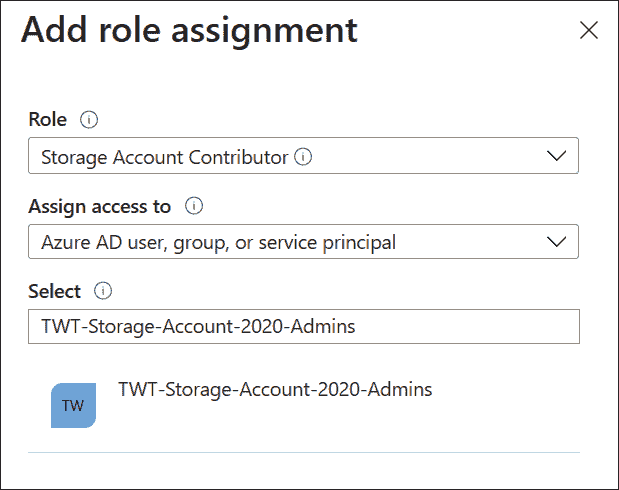 Add role assignment
Role
Storage Account Contributor
Assign access to
Azure AD user, group, or service principal
Select
TWT-Storage-Account-2020-Admins
TW
TWT-Storage-Account-2020-Admins